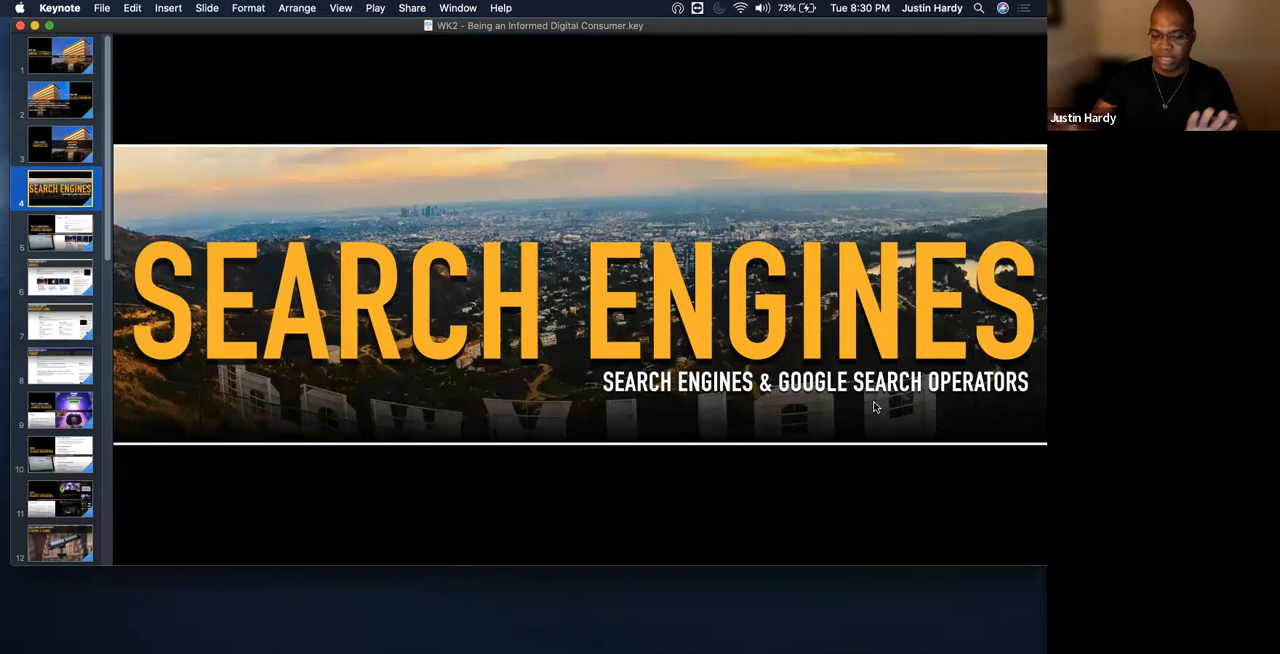 Keynote File Edit Insert Slide Format Arrange View Play Share Window Help 73% Tue 8:30 PM Justin Hardy
WK2 - Being an Informed Digital Consumer.key
Justin Hardy
1
2
3
4
SEARCH ENGINES
5
6
7
8
9
10
11
12
SEARCH ENGINES
SEARCH ENGINES & GOOGLE SEARCH OPERATORS